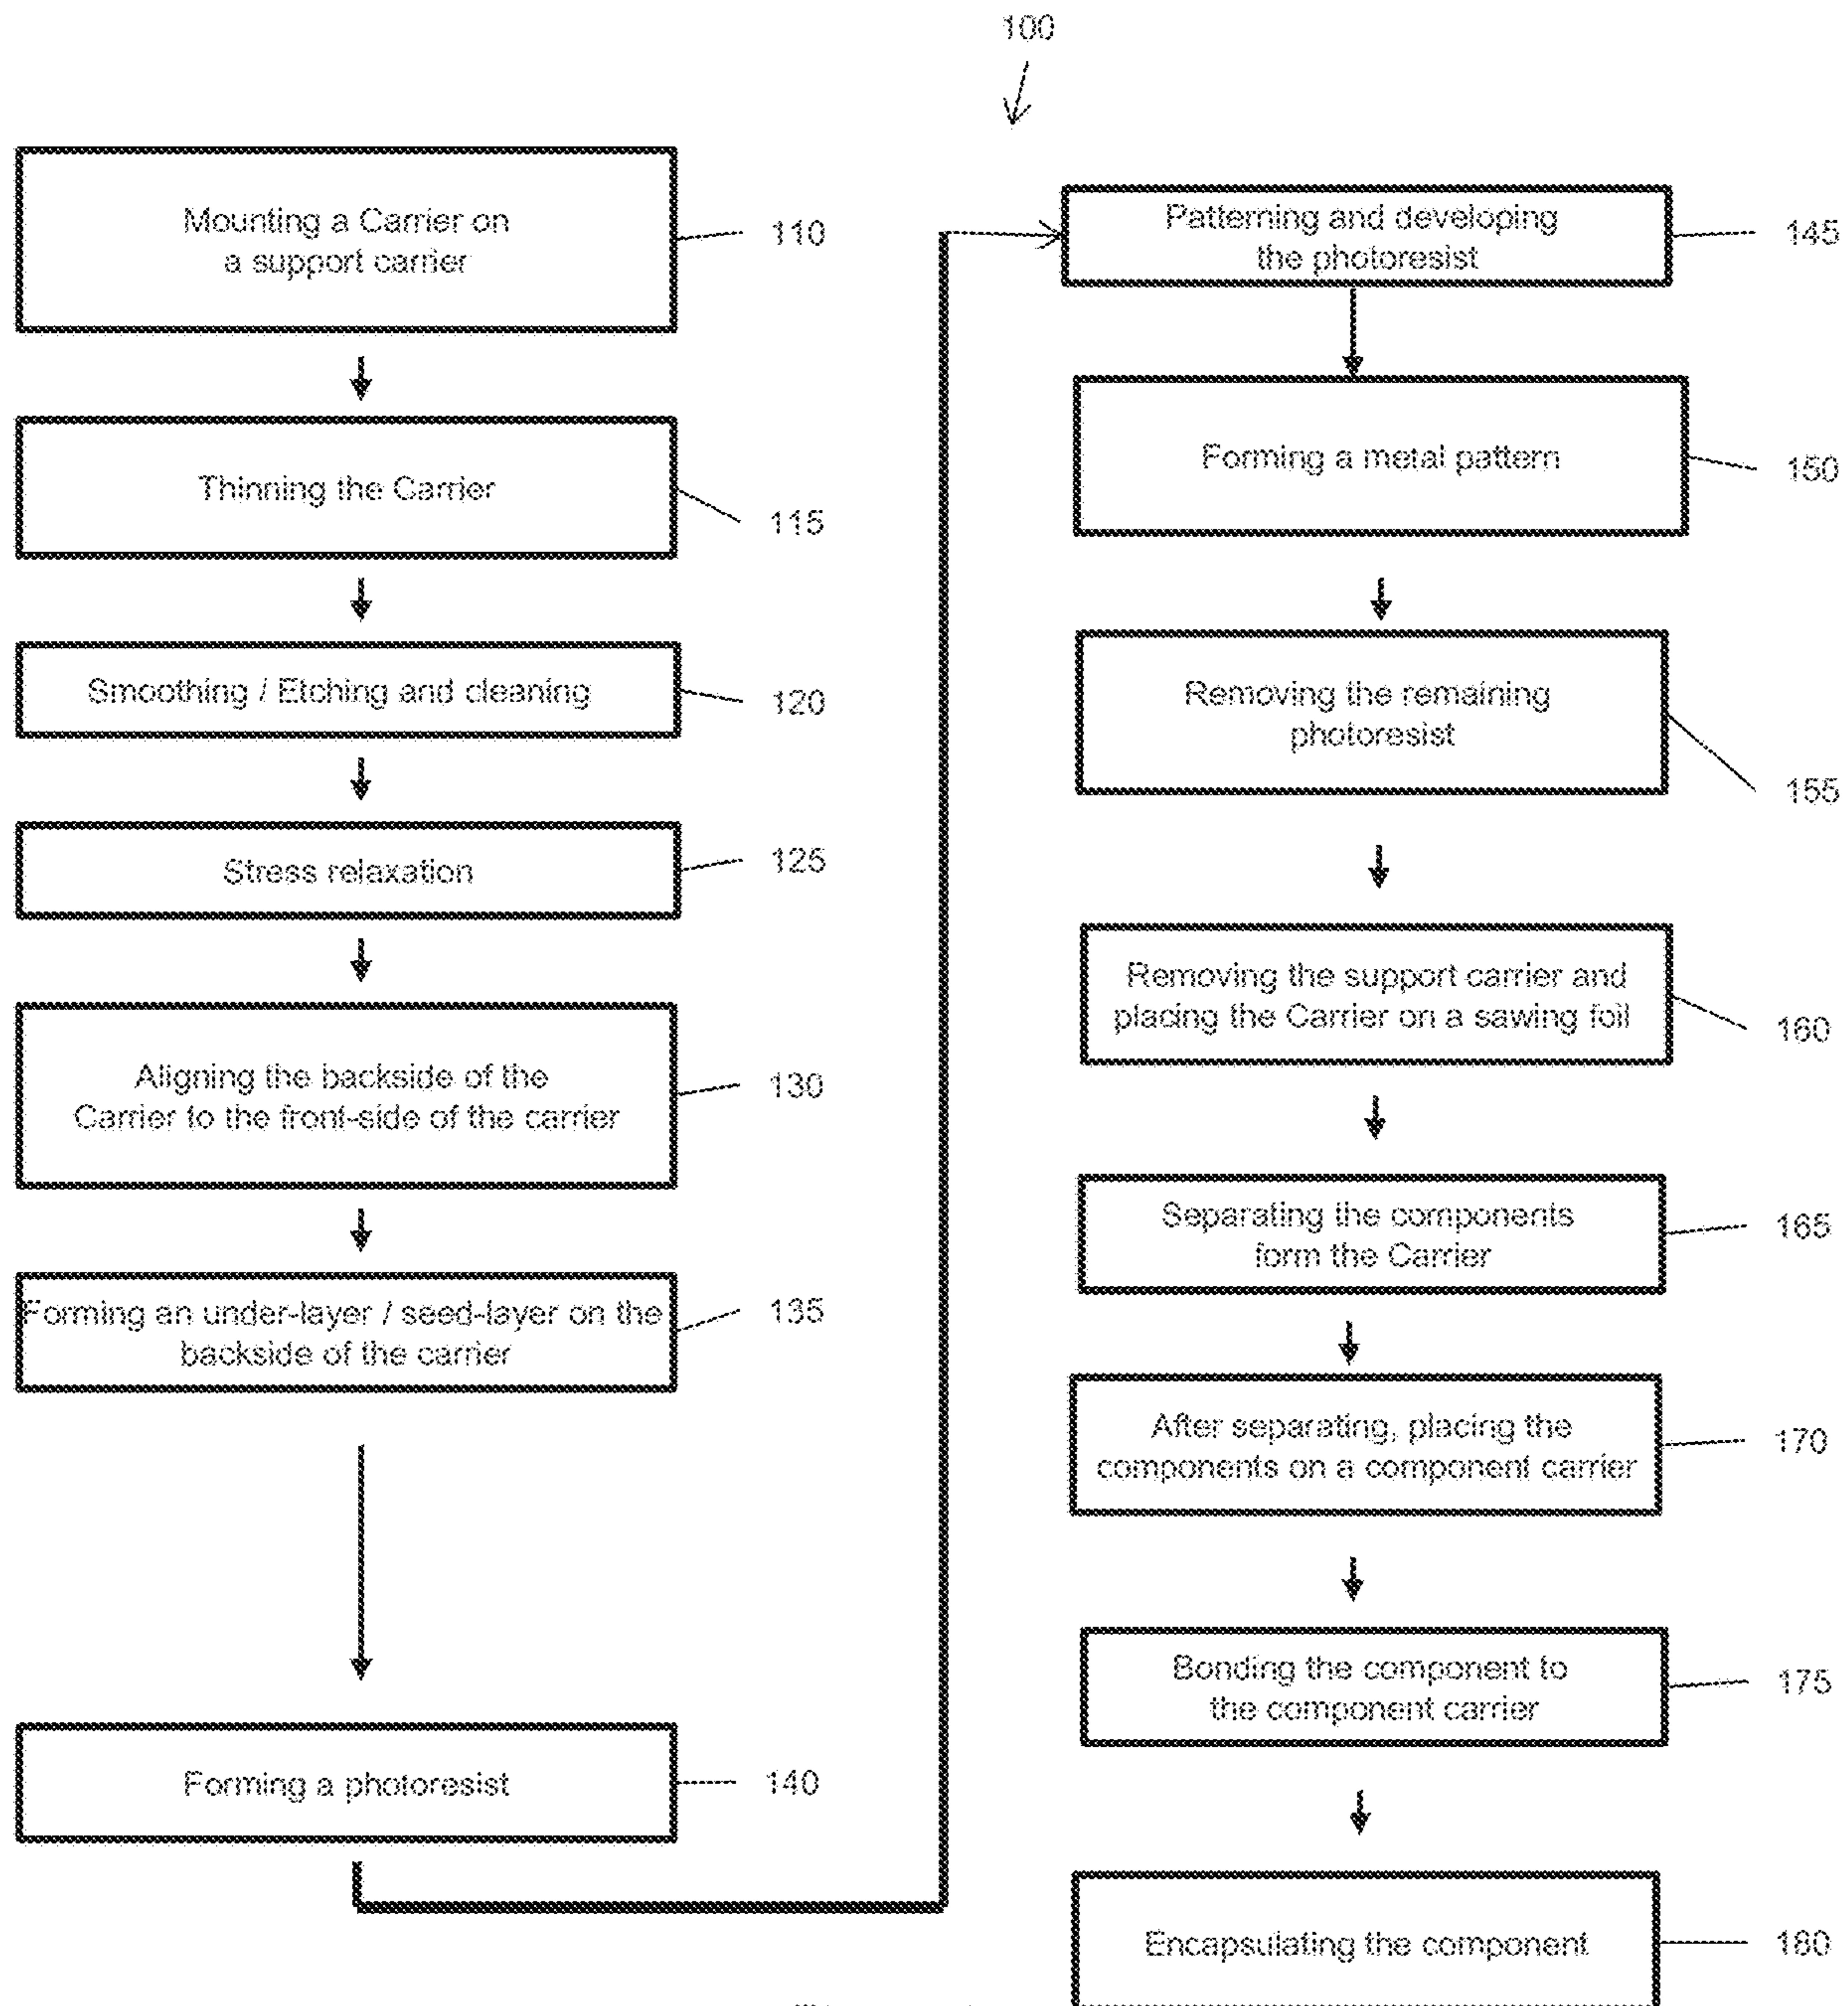 100
Mounting a Carrier on
a support carrier
110
Thinning the Carrier
115
Smoothing / Etching and cleaning
120
Stress relaxation
125
Aligning the backside of the
Carrier to the front-side of the carrier
130
Forming an under-layer / seed-layer on the
backside of the carrier
135
Forming a photoresist
140
Patterning and developing
the photoresist
145
Forming a metal pattern
150
Removing the remaining
photoresist
155
Removing the support carrier and
placing the Carrier on a sawing foil
160
Separating the components
form the Carrier
165
After separating, placing the
components on a component carrier
170
Bonding the component to
the component carrier
175
Encapsulating the component
180